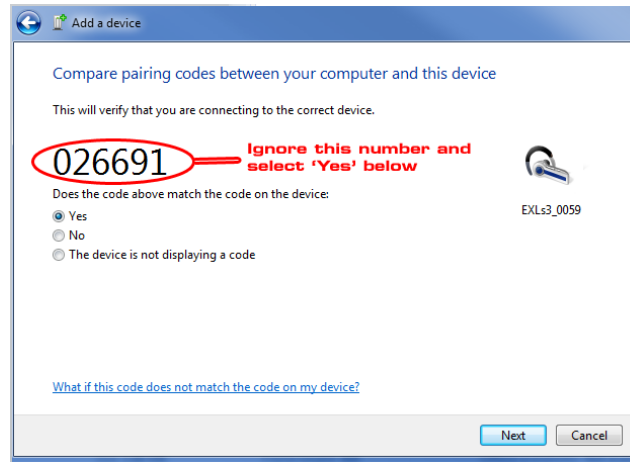 Add a device
Compare pairing codes between your computer and this device
This will verify that you are connecting to the correct device.
026691
Ignore this number and
select ‘Yes’ below
Does the code above match the code on the device:
Yes
No
The device is not displaying a code
EXLs3_0059
What if this code does not match the code on my device?
Next
Cancel